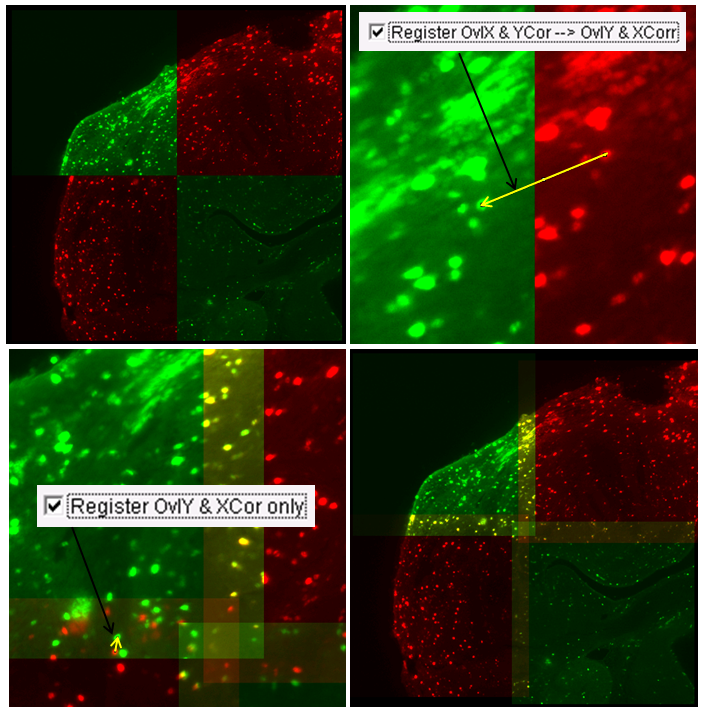 Register OvlX & YCor --> OvlY & XCorr
Register OvlY & XCor only